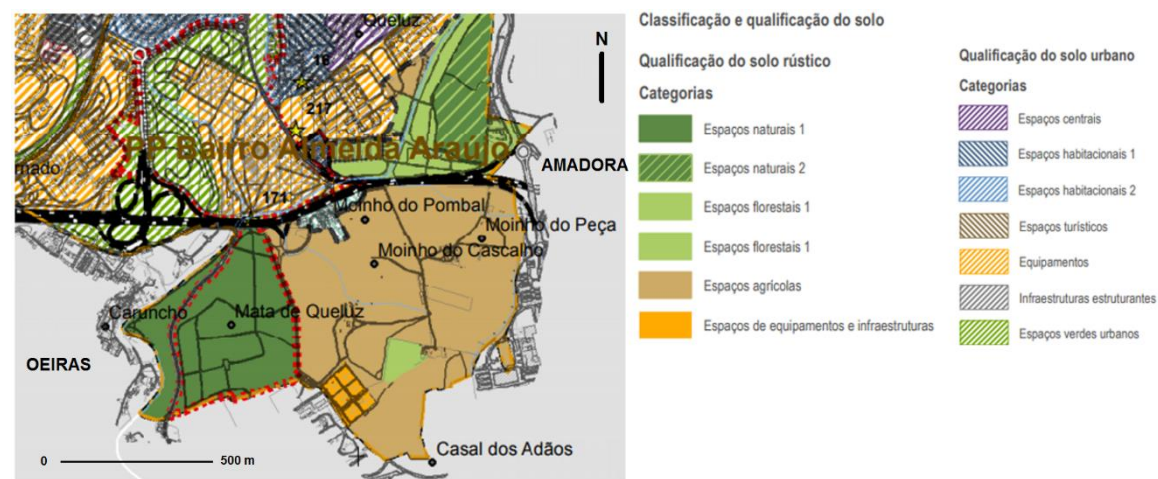 Queluz
18
217
PP Bairro Almeida Araújo
AMADORA
171
Moinho do Pombal
Moinho do Peça
Moinho do Cascalho
Caruncho
Mata de Queluz
OEIRAS
Casal dos Adãos
0 500 m
N
Classificação e qualificação do solo
Qualificação do solo rústico
Categorias
Espaços naturais 1
Espaços naturais 2
Espaços florestais 1
Espaços florestais 1
Espaços agrícolas
Espaços de equipamentos e infraestruturas
Qualificação do solo urbano
Categorias
Espaços centrais
Espaços habitacionais 1
Espaços habitacionais 2
Espaços turísticos
Equipamentos
Infraestruturas estruturantes
Espaços verdes urbanos